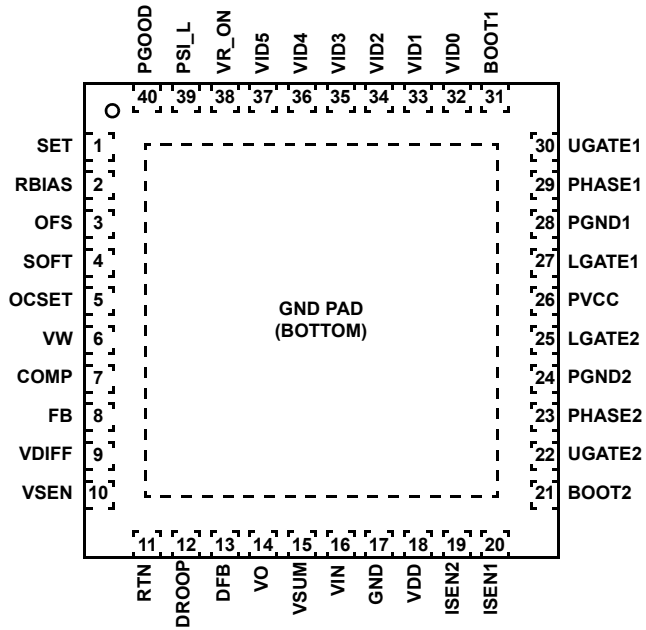 PGOOD PSI_L VR_ON VID5 VID4 VID3 VID2 VID1 VID0 BOOT1
40 39 38 37 36 35 34 33 32 31
SET 1 30 UGATE1
RBIAS 2 29 PHASE1
OFS 3 28 PGND1
SOFT 4 27 LGATE1
OCSET 5 26 PVCC
VW 6 25 LGATE2
COMP 7 24 PGND2
FB 8 23 PHASE2
VDIFF 9 22 UGATE2
VSEN 10 21 BOOT2
GND PAD
(BOTTOM)
11 12 13 14 15 16 17 18 19 20
RTN DROOP DFB VO VSUM VIN GND VDD ISEN2 ISEN1